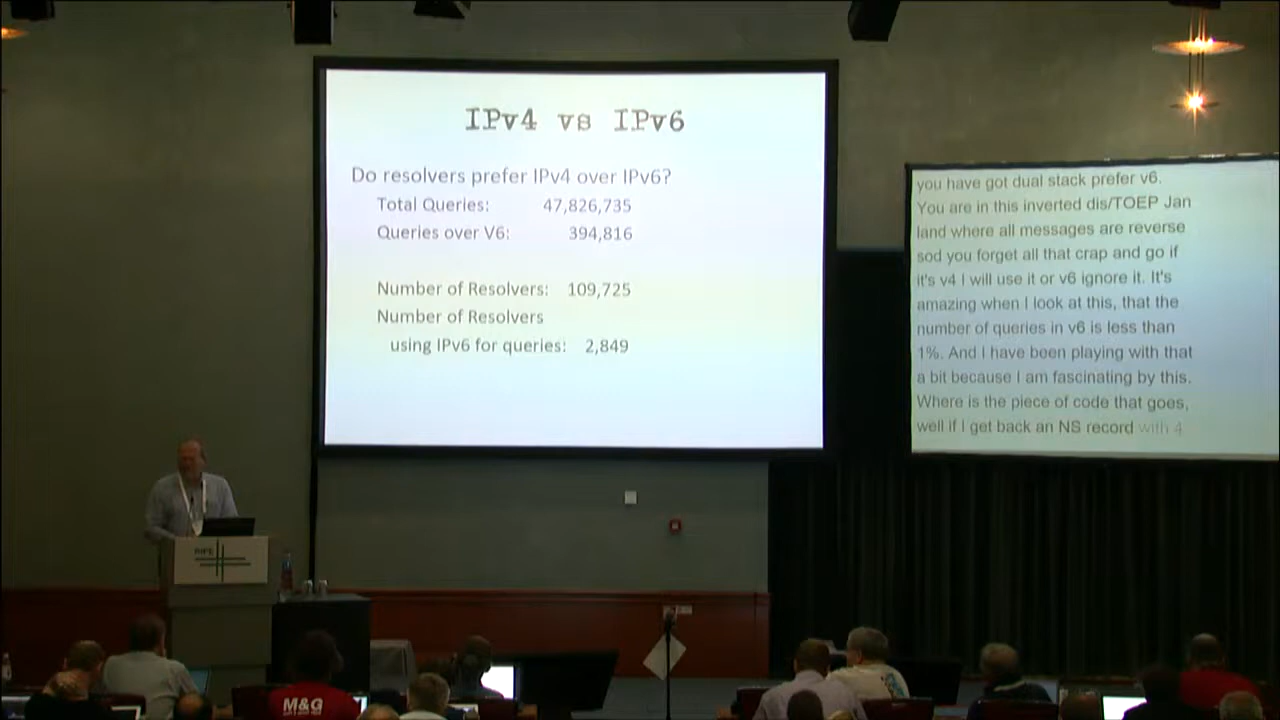 IPv4 vs IPv6
Do resolvers prefer IPv4 over IPv6?
Total Queries: 47,826,735
Queries over V6: 394,816
Number of Resolvers: 109,725
Number of Resolvers
using IPv6 for queries: 2,849
you have got dual stack prefer v6.
You are in this inverted dis/TOEP Jan
land where all messages are reverse
sod you forget all that crap and go if
it's v4 I will use it or v6 ignore it. It's
amazing when I look at this, that the
number of queries in v6 is less than
1%. And I have been playing with that
a bit because I am fascinating by this.
Where is the piece of code that goes,
well if I get back an NS record with 4
RIPE
M&G